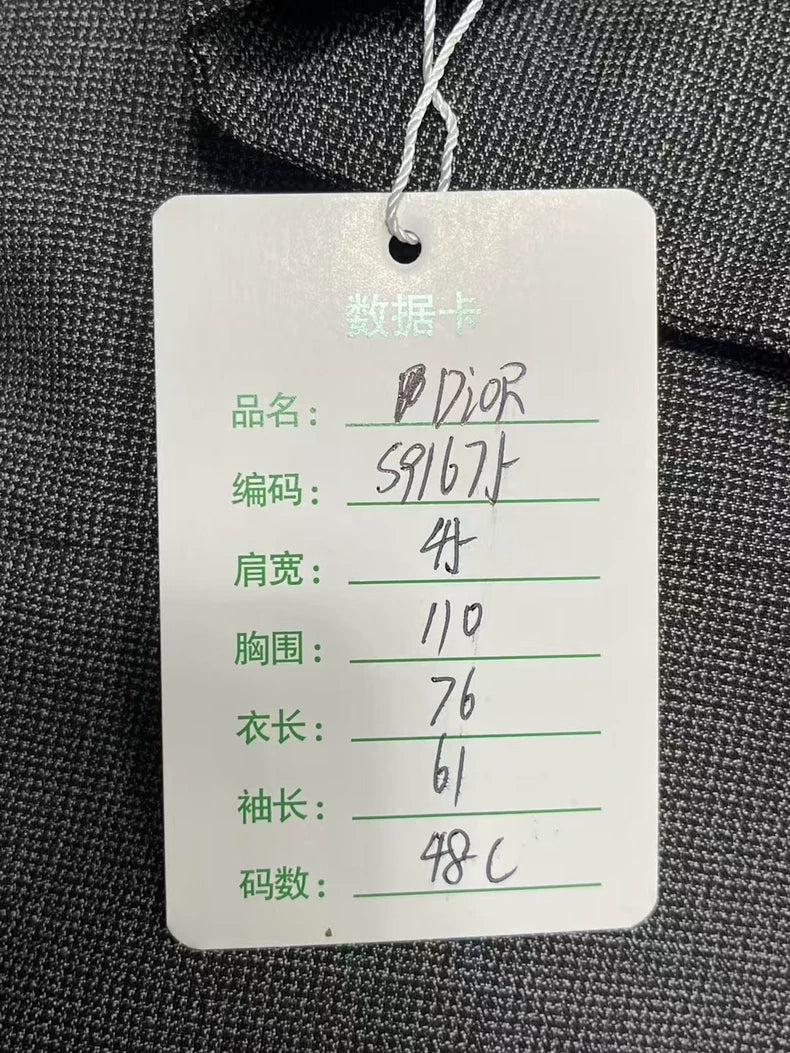 数据卡
品名: DIOR
编码: S91675
肩宽: 45
胸围: 110
衣长: 76
袖长: 61
码数: 48C